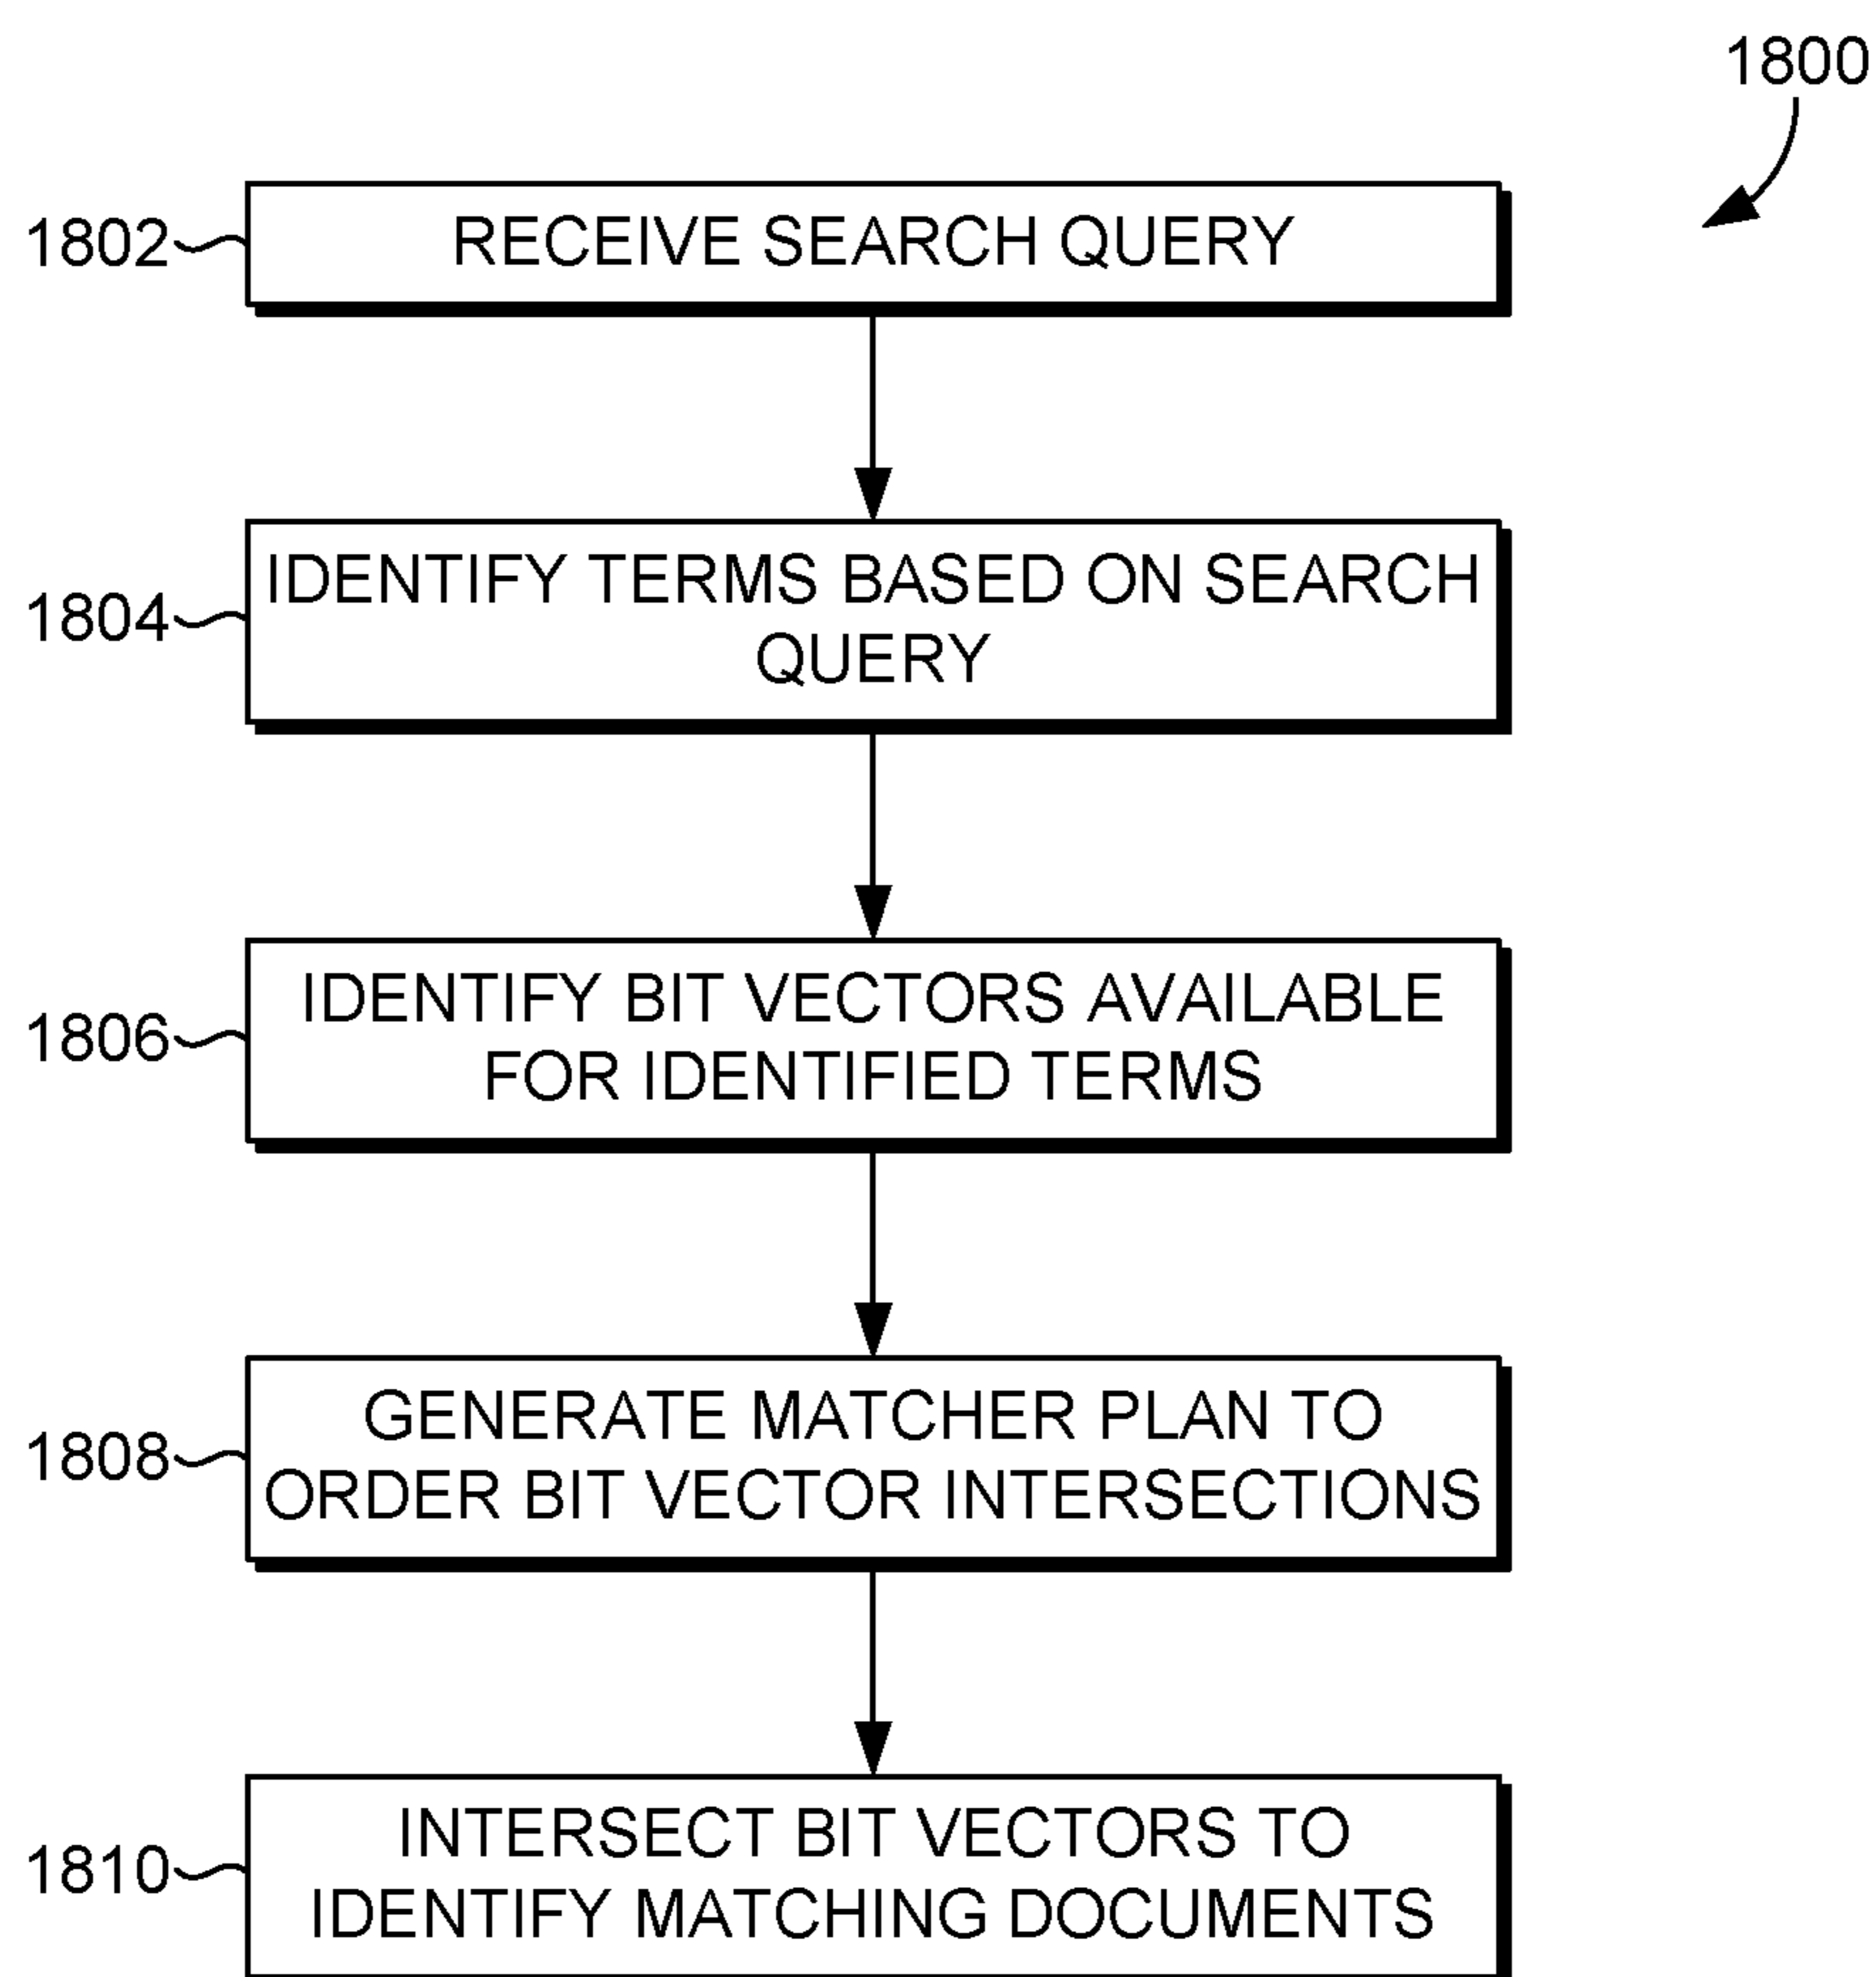 1800
1802
RECEIVE SEARCH QUERY
1804
IDENTIFY TERMS BASED ON SEARCH
QUERY
1806
IDENTIFY BIT VECTORS AVAILABLE
FOR IDENTIFIED TERMS
1808
GENERATE MATCHER PLAN TO
ORDER BIT VECTOR INTERSECTIONS
1810
INTERSECT BIT VECTORS TO
IDENTIFY MATCHING DOCUMENTS